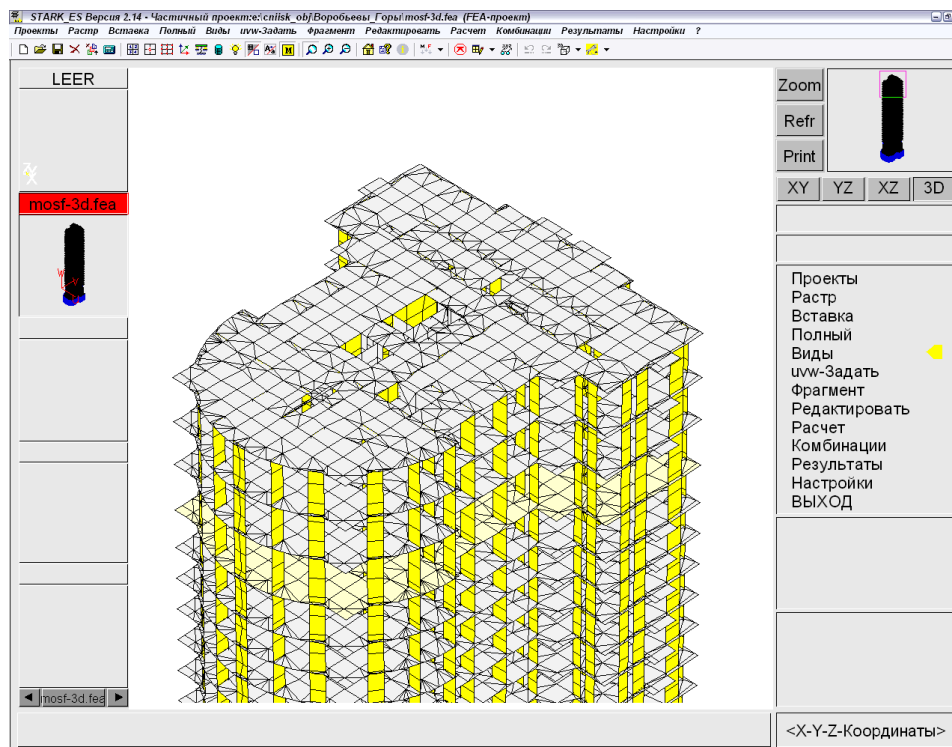 STARK_ES Версия 2.14 - Частичный проект:e:\cniisk_obj\Воробьевы_Горы\mosf-3d.fea (FEA-проект)
Проекты Растр Вставка Полный Виды uvw-Задать Фрагмент Редактировать Расчет Комбинации Результаты Настройки ?
LEER
mosf-3d.fea
mosf-3d.fea
Zoom
Refr
Print
XY YZ XZ 3D
Проекты
Растр
Вставка
Полный
Виды
uvw-Задать
Фрагмент
Редактировать
Расчет
Комбинации
Результаты
Настройки
ВЫХОД
<X-Y-Z-Координаты>